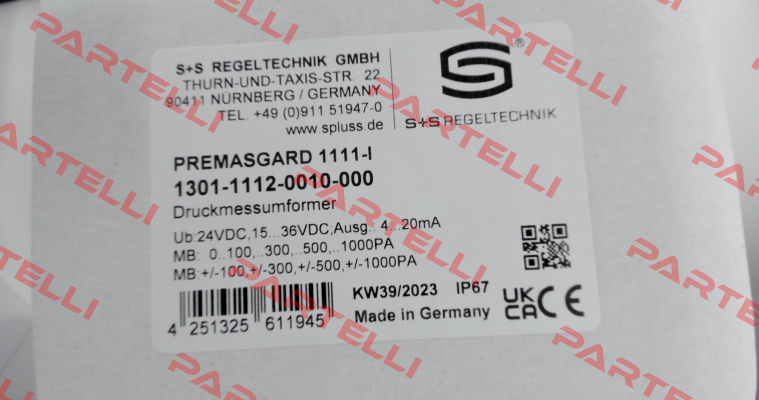 S+S REGELTECHNIK GMBH
THURN-UND-TAXIS-STR. 22
90411 NÜRNBERG / GERMANY
TEL. +49 (0)911 51947-0
www.spluss.de
®
S+S REGELTECHNIK
PREMASGARD 1111-I
1301-1112-0010-000
Druckmessumformer
Ub:24VDC,15...36VDC;Ausg.: 4...20mA
MB: 0..100,..300,..500,..1000PA
MB:+/-100,+/-300,+/-500,+/-1000PA
KW39/2023 IP67
Made in Germany
UK
CA
CE
4 251325 611945
PARTELLI
PARTELLI
PARTELLI
PARTELLI
PARTELLI
PARTELLI
PARTELLI
PARTELLI
PARTELLI